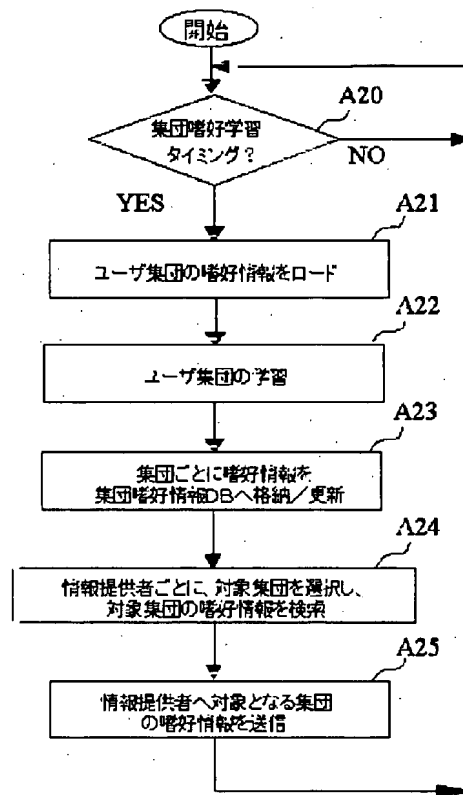 開始
A20
集団嗜好学習
タイミング？
NO
YES
A21
ユーザ集団の嗜好情報をロード
A22
ユーザ集団の学習
A23
集団ごとに嗜好情報を
集団嗜好情報DBへ格納／更新
A24
情報提供者ごとに、対象集団を選択し、
対象集団の嗜好情報を検索
A25
情報提供者へ対象となる集団
の嗜好情報を送信